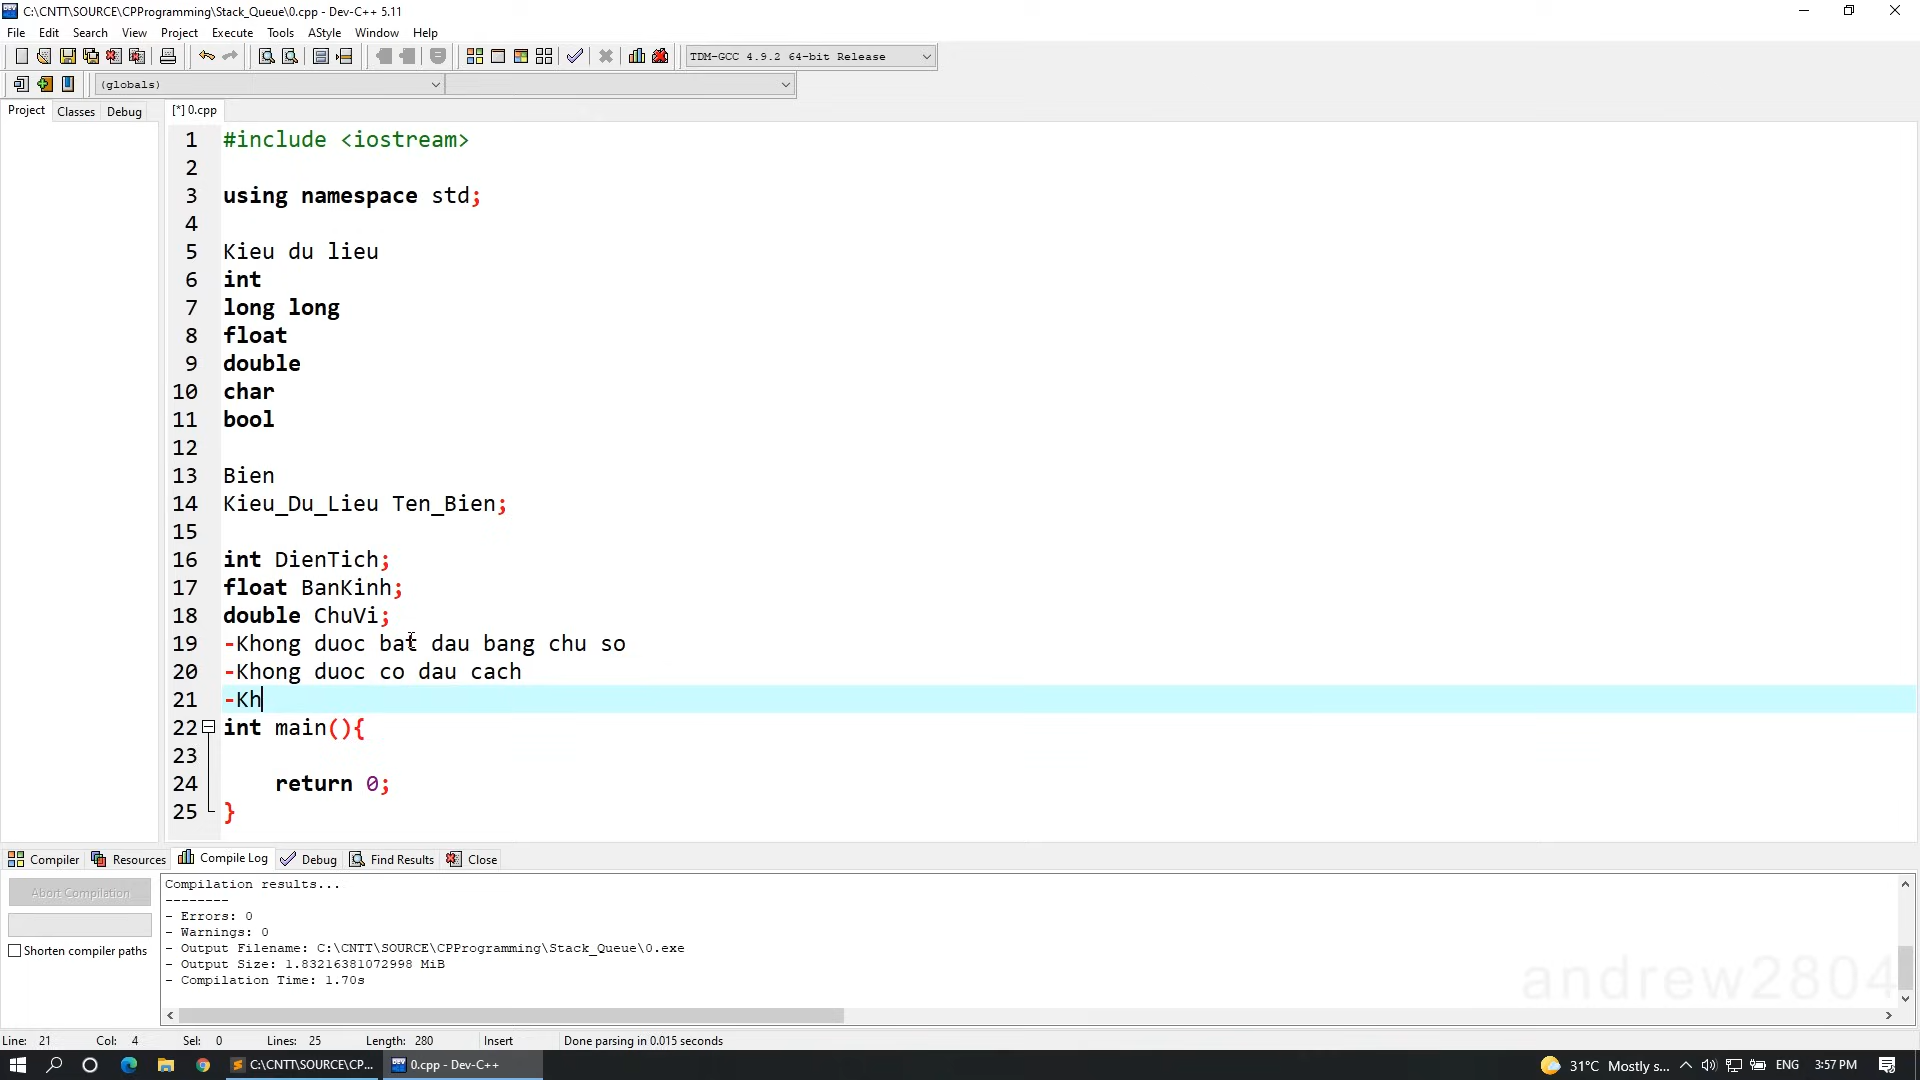 C:\CNTT\SOURCE\CPProgramming\Stack_Queue\0.cpp - Dev-C++ 5.11
File Edit Search View Project Execute Tools AStyle Window Help
TDM-GCC 4.9.2 64-bit Release
(globals)
Project Classes Debug [*] 0.cpp
1 #include <iostream>
2
3 using namespace std;
4
5 Kieu du lieu
6 int
7 long long
8 float
9 double
10 char
11 bool
12
13 Bien
14 Kieu_Du_Lieu Ten_Bien;
15
16 int DienTich;
17 float BanKinh;
18 double ChuVi;
19 -Khong duoc bat dau bang chu so
20 -Khong duoc co dau cach
21 -Kh
22 int main(){
23
24 return 0;
25 }
Compiler Resources Compile Log Debug Find Results Close
Abort Compilation
Shorten compiler paths
Compilation results...
--------
- Errors: 0
- Warnings: 0
- Output Filename: C:\CNTT\SOURCE\CPProgramming\Stack_Queue\0.exe
- Output Size: 1.83216381072998 MiB
- Compilation Time: 1.70s
andrew2804
Line: 21 Col: 4 Sel: 0 Lines: 25 Length: 280 Insert Done parsing in 0.015 seconds
C:\CNTT\SOURCE\CP... 0.cpp - Dev-C++ 31°C Mostly s... ENG 3:57 PM